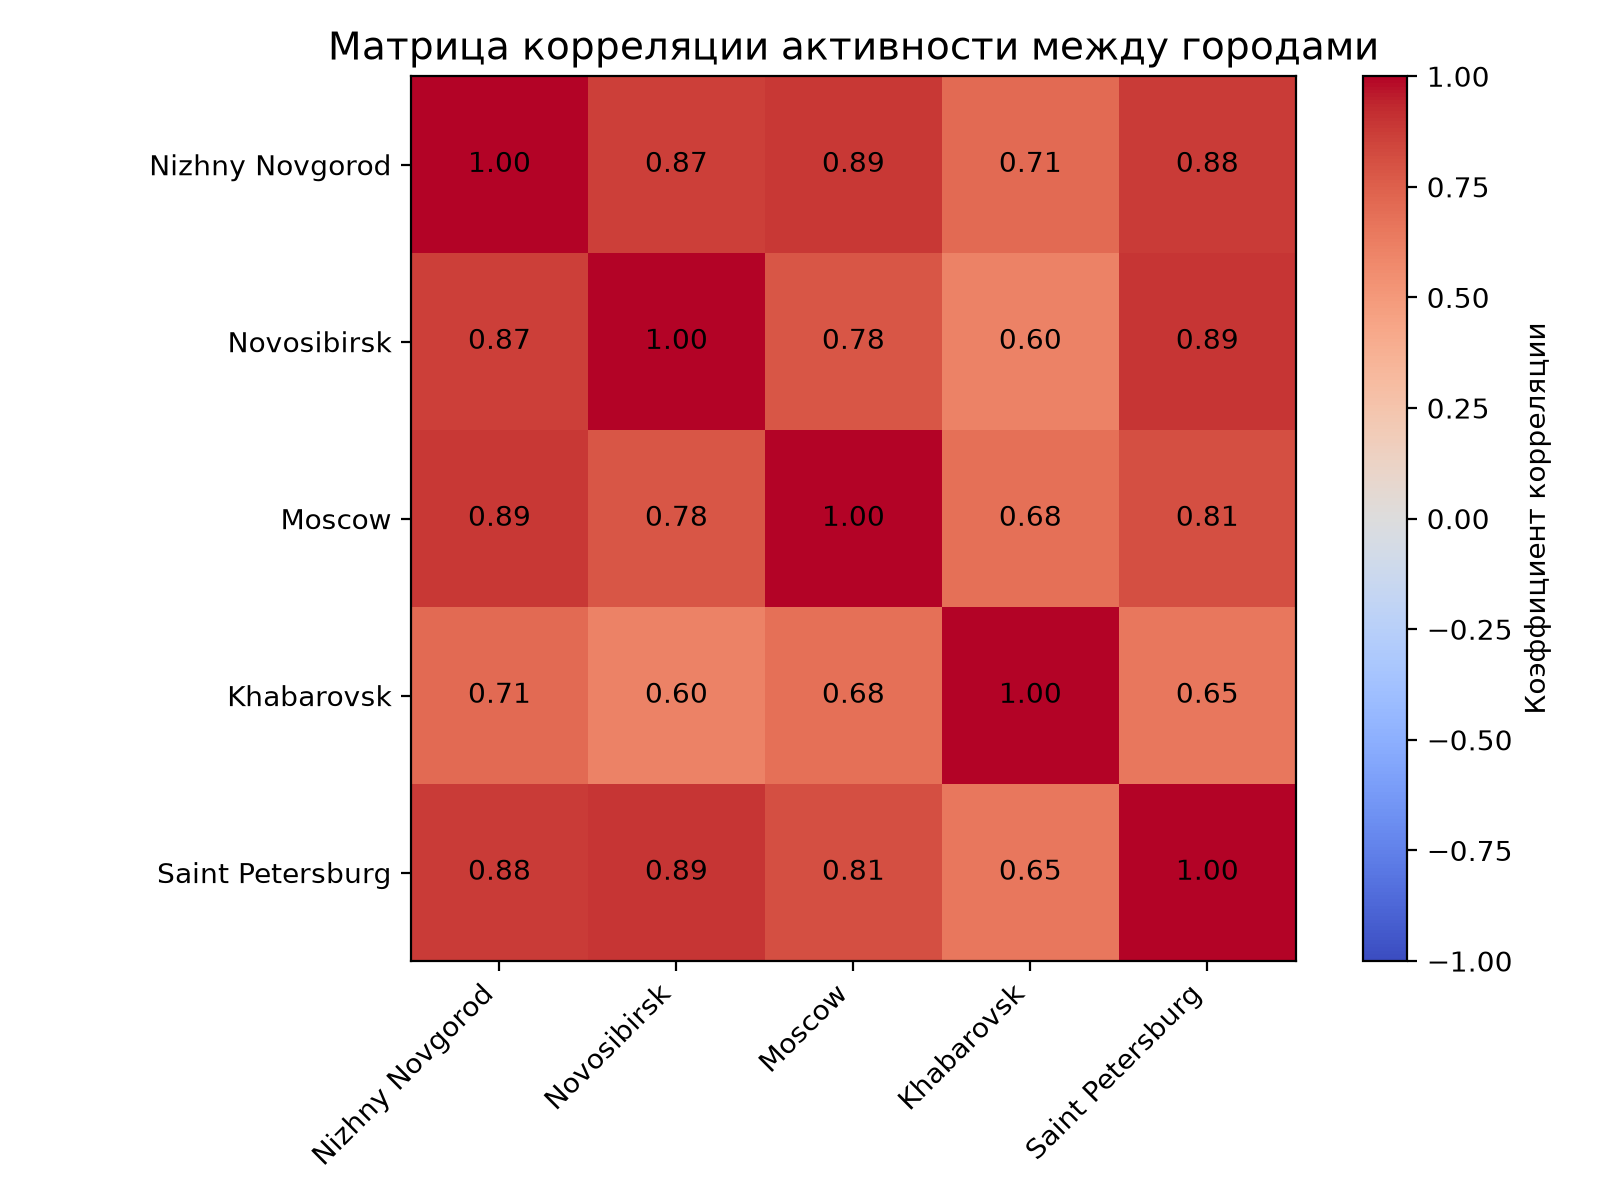 Матрица корреляции активности между городами
Nizhny Novgorod 1.00 0.87 0.89 0.71 0.88
Novosibirsk 0.87 1.00 0.78 0.60 0.89
Moscow 0.89 0.78 1.00 0.68 0.81
Khabarovsk 0.71 0.60 0.68 1.00 0.65
Saint Petersburg 0.88 0.89 0.81 0.65 1.00
Nizhny Novgorod
Novosibirsk
Moscow
Khabarovsk
Saint Petersburg
1.00
0.75
0.50
0.25
0.00
−0.25
−0.50
−0.75
−1.00
Коэффициент корреляции